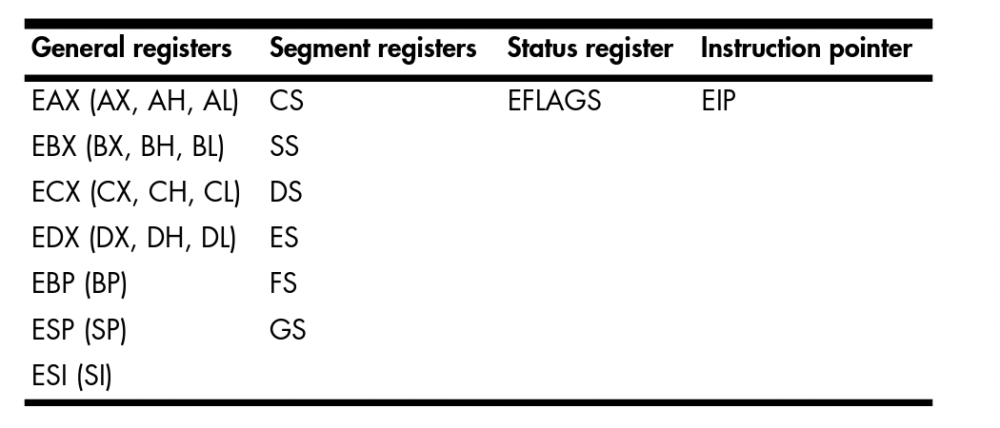 General registers Segment registers Status register Instruction pointer
EAX (AX, AH, AL) CS EFLAGS EIP
EBX (BX, BH, BL) SS
ECX (CX, CH, CL) DS
EDX (DX, DH, DL) ES
EBP (BP) FS
ESP (SP) GS
ESI (SI)